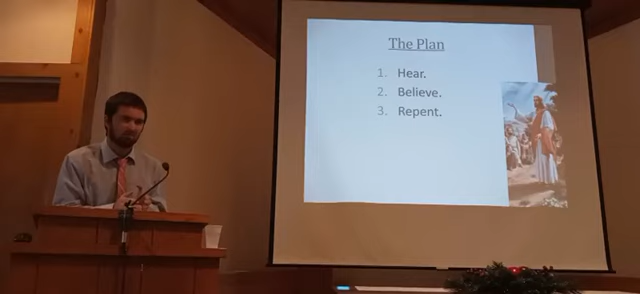 The Plan
1. Hear.
2. Believe.
3. Repent.